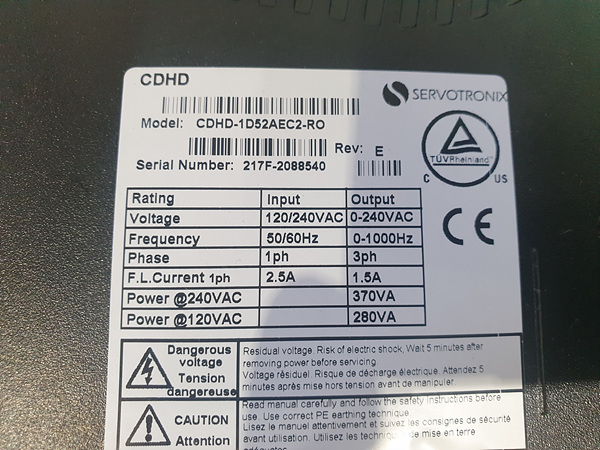 CDHD
SERVOTRONIX
Model: CDHD-1D52AEC2-RO
Rev: E
Serial Number: 217F-2088540
TÜVRheinland
C US
CE
Rating Input Output
Voltage 120/240VAC 0-240VAC
Frequency 50/60Hz 0-1000Hz
Phase 1ph 3ph
F.L.Current 1ph 2.5A 1.5A
Power @240VAC 370VA
Power @120VAC 280VA
Dangerous voltage
Tension dangereuse
Residual voltage. Risk of electric shock, Wait 5 minutes after
removing power before servicing
Voltage résiduel. Risque de décharge électrique. Attendez 5
minutes après mise hors tension avant de manipuler
CAUTION
Attention
Read manual carefully and follow the safety instructions before
use. Use correct PE earthing technique
Lisez le manuel attentivement et suivez les consignes de sécurité
avant utilisation. Utilisez les techniques de mise en terre
adéquates